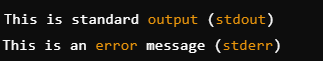 This is standard output (stdout)
This is an error message (stderr)